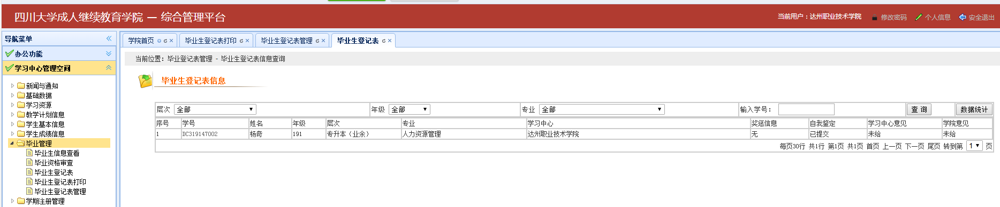 四川大学成人继续教育学院 — 综合管理平台
当前用户：达州职业技术学院 修改密码 个人信息 安全退出
导航菜单
办公功能
学习中心管理空间
新闻与通知
基础数据
学习资源
教学计划信息
学生基本信息
学生成绩信息
毕业管理
毕业生信息查看
毕业资格审查
毕业生登记表
毕业生登记表打印
毕业生登记表管理
学期注册管理
学院首页 毕业生登记表打印 毕业生登记表管理 毕业生登记表
当前位置：毕业登记表管理 - 毕业生登记表信息查询
毕业生登记表信息
层次 全部 年级 全部 专业 全部 输入学号： 查 询 数据统计
序号 学号 姓名 年级 层次 专业 学习中心 奖惩信息 自我鉴定 学习中心意见 学院意见
1 DC319147002 杨奇 191 专升本（业余） 人力资源管理 达州职业技术学院 无 已提交 未给 未给
每页30行 共1行 第1页 共1页 首页 上一页 下一页 尾页 转到第 1 页